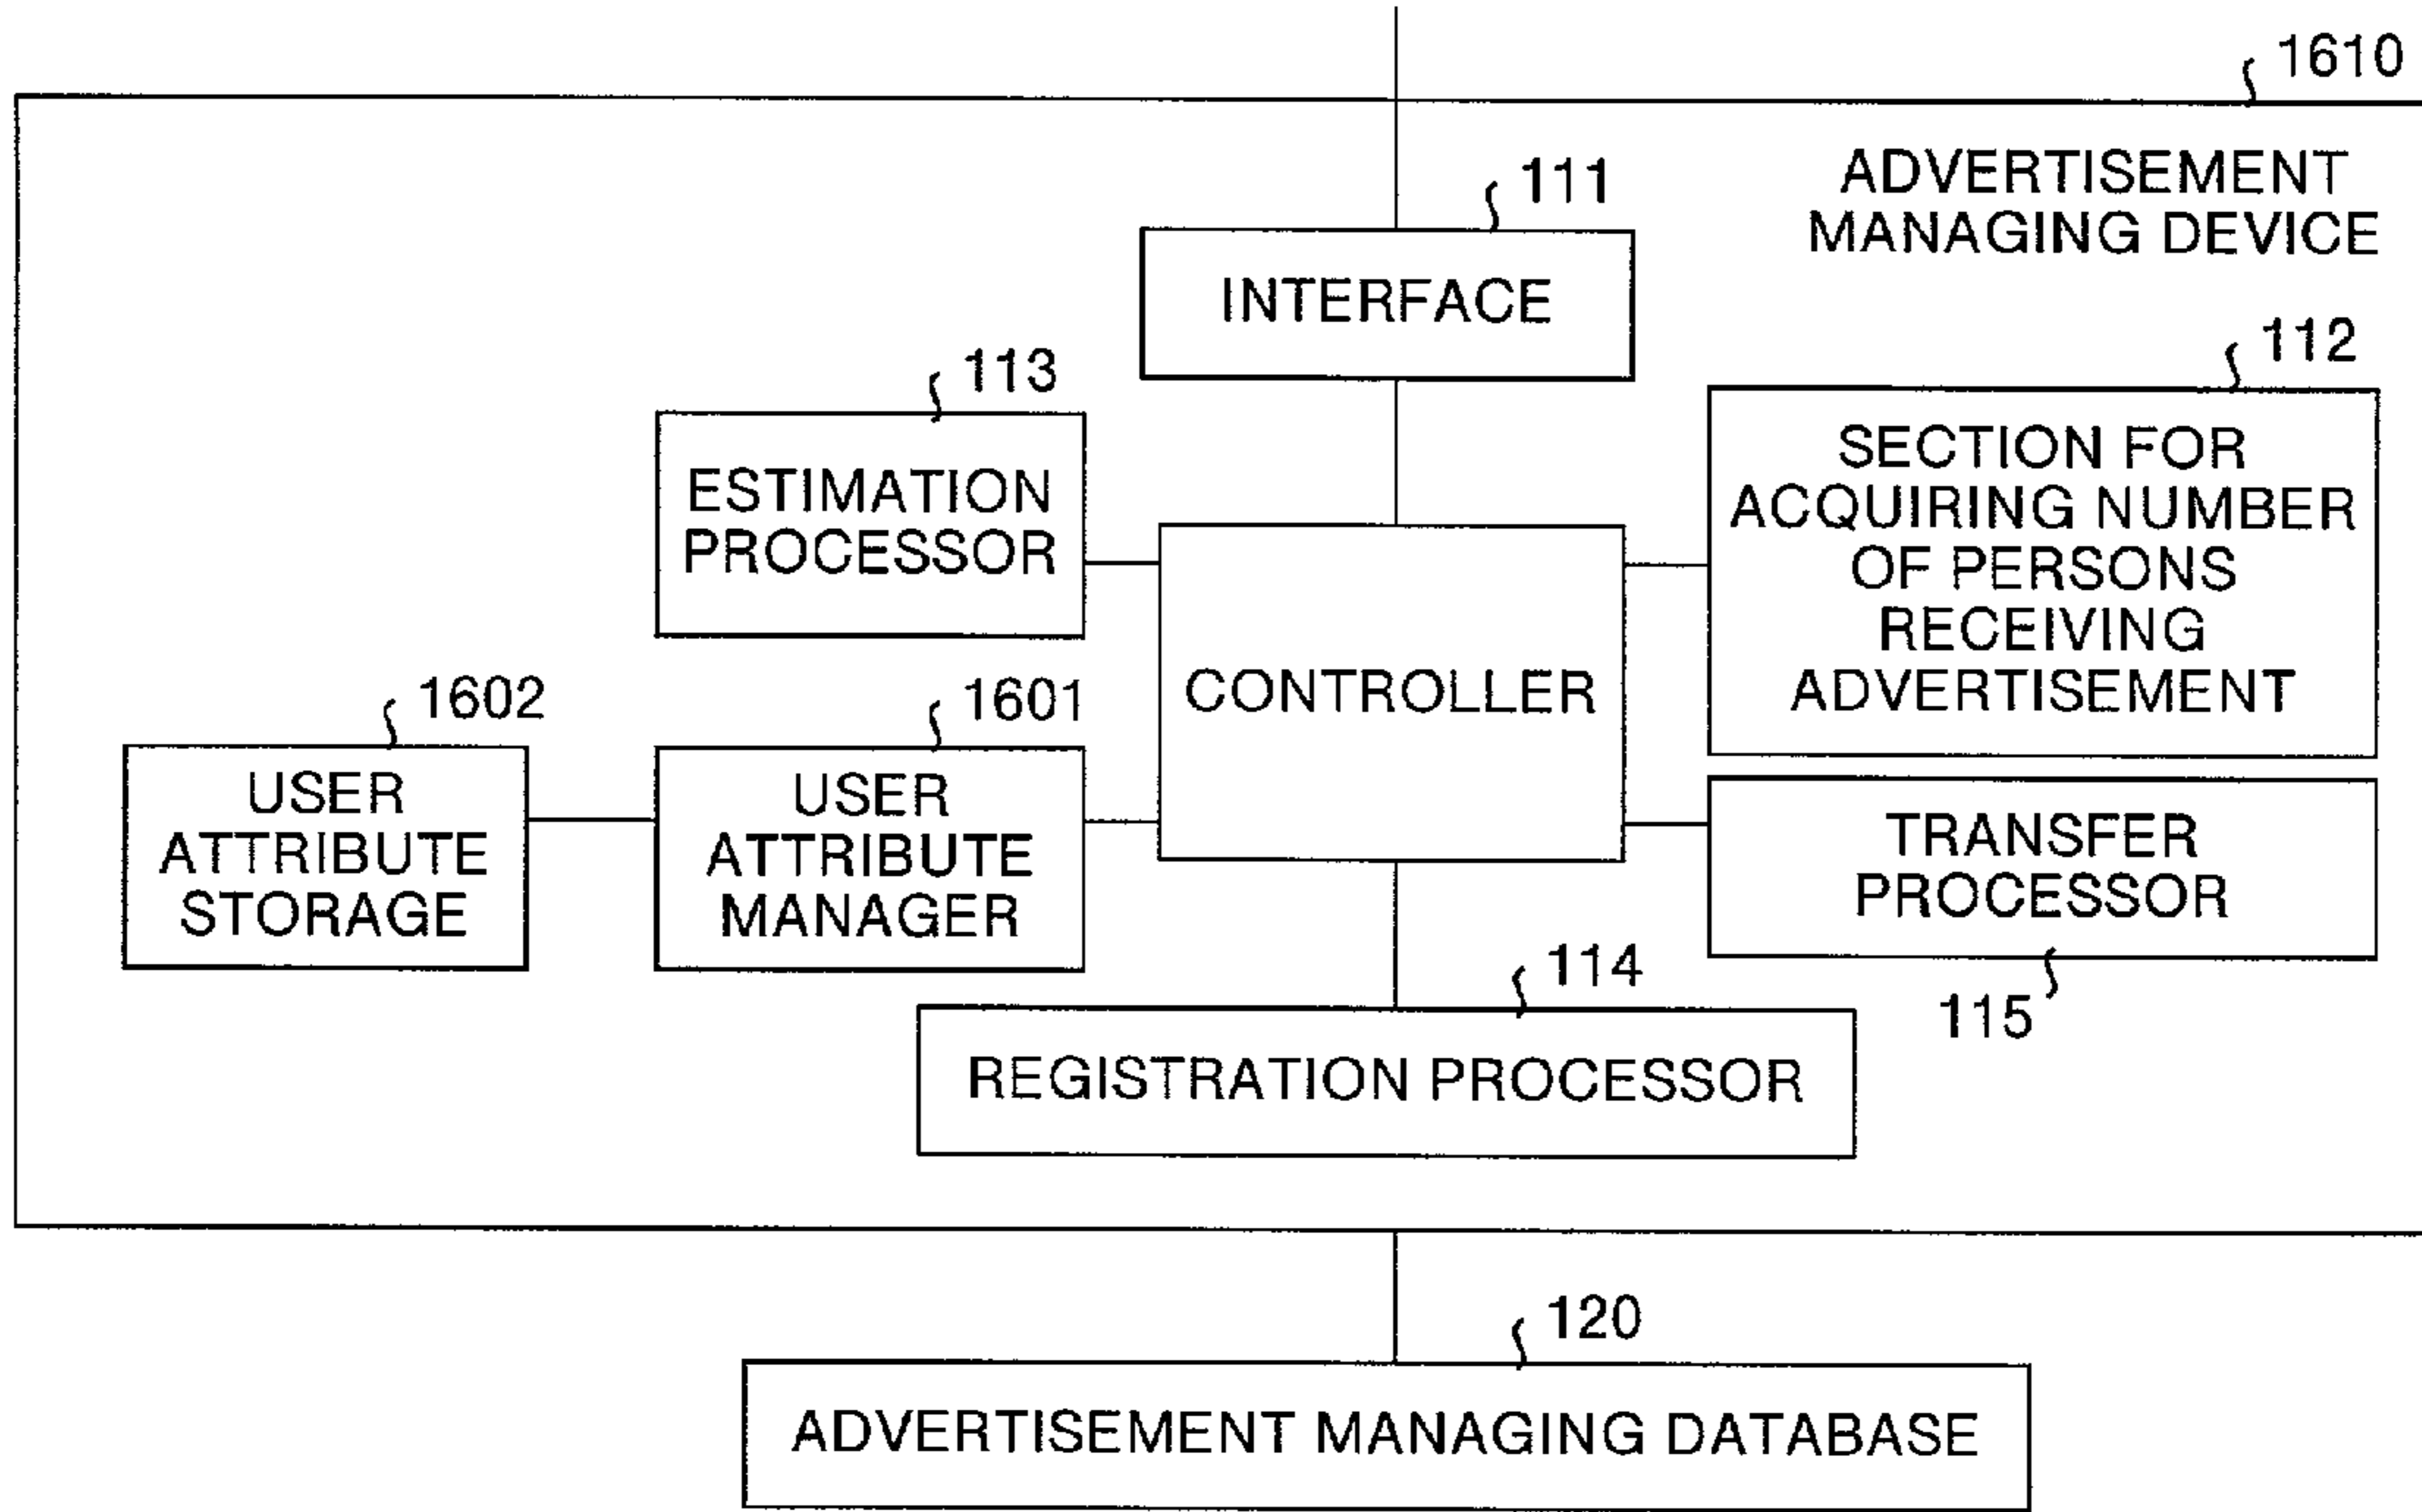 1610
ADVERTISEMENT
MANAGING DEVICE
111
INTERFACE
112
SECTION FOR
ACQUIRING NUMBER
OF PERSONS
RECEIVING
ADVERTISEMENT
113
ESTIMATION
PROCESSOR
CONTROLLER
1602
USER
ATTRIBUTE
STORAGE
1601
USER
ATTRIBUTE
MANAGER
TRANSFER
PROCESSOR
115
114
REGISTRATION PROCESSOR
120
ADVERTISEMENT MANAGING DATABASE